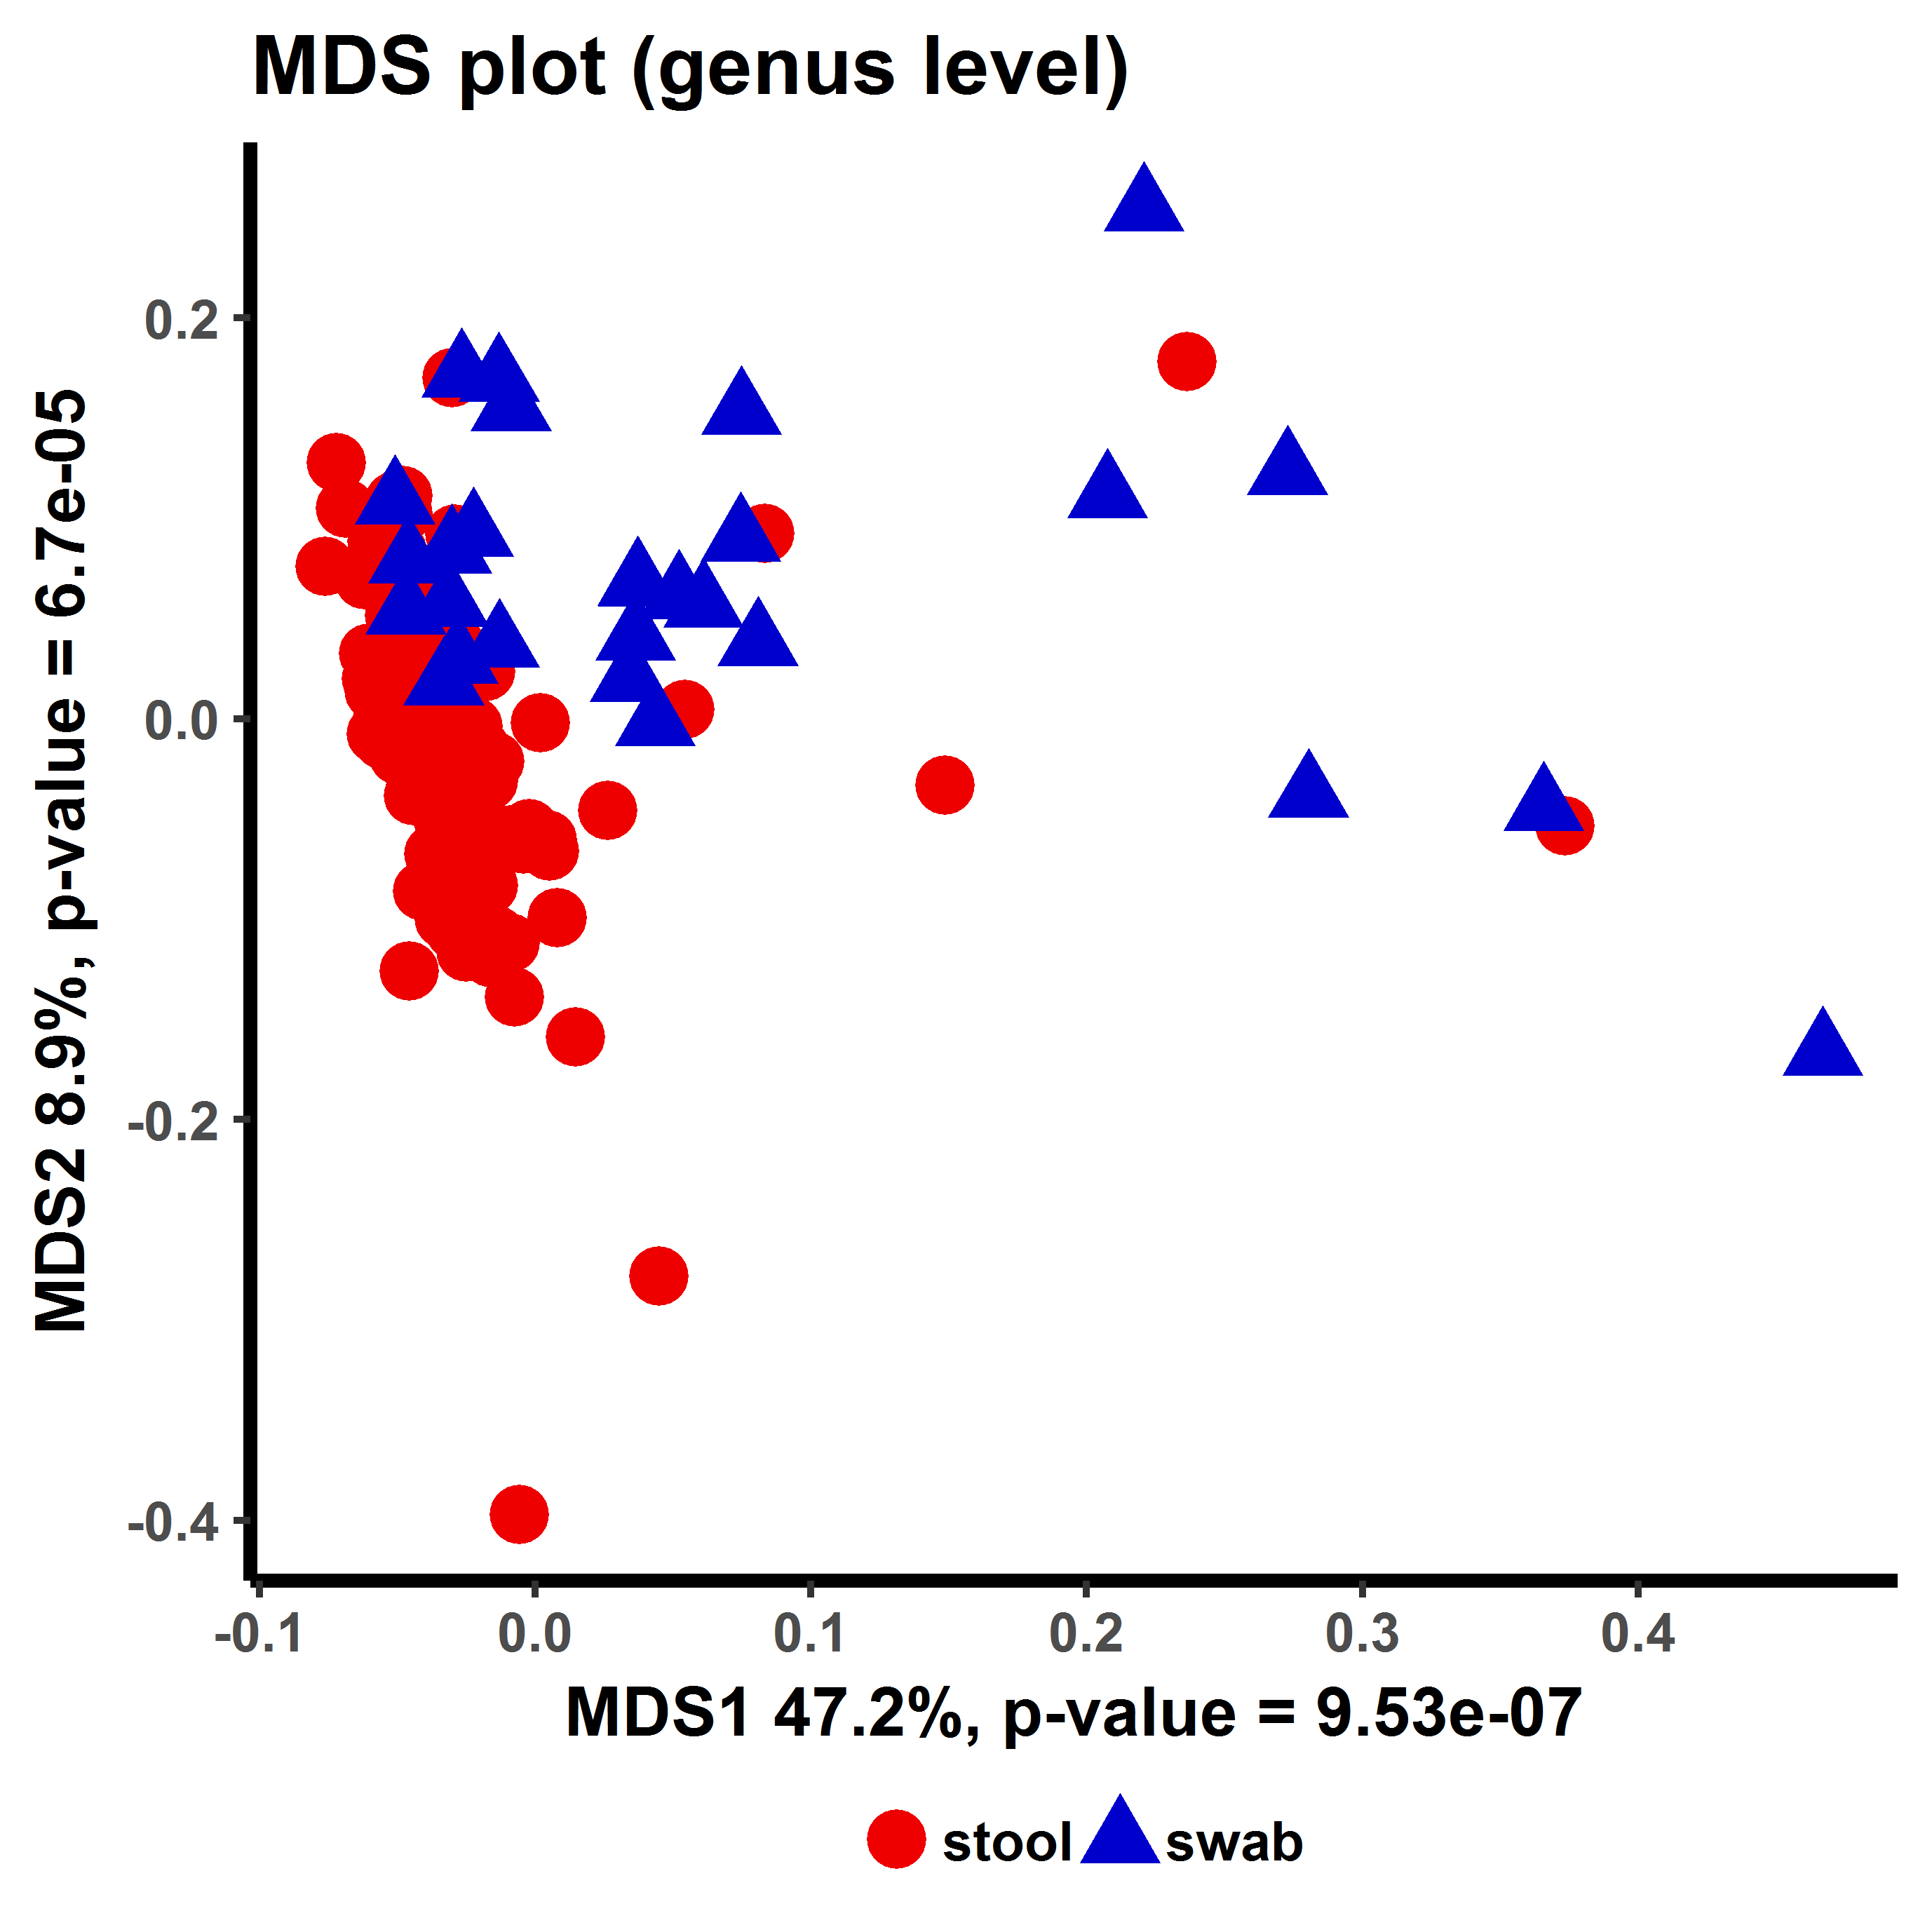 MDS plot (genus level)
MDS2 8.9%, p-value = 6.7e-05
0.2
0.0
-0.2
-0.4
-0.1 0.0 0.1 0.2 0.3 0.4
MDS1 47.2%, p-value = 9.53e-07
stool swab